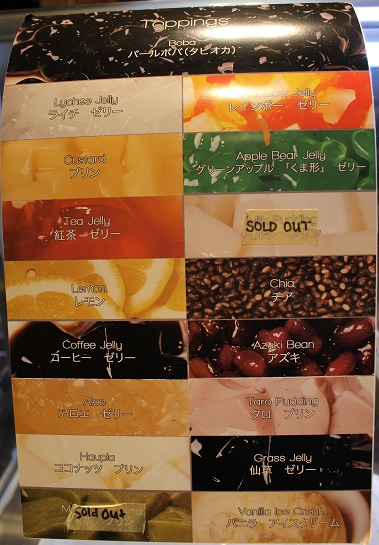 Toppings
Boba
パールボバ(タピオカ)
Lychee Jelly
ライチ ゼリー
Jelly
レインボー ゼリー
Custard
プリン
Apple Bear Jelly
グリーンアップル 「くま形」 ゼリー
Tea Jelly
紅茶 ゼリー
SOLD OUT
プリン
Lemon
レモン
Chia
チア
Coffee Jelly
コーヒー ゼリー
Azuki Bean
アズキ
Aloe
アロエ ゼリー
Taro Pudding
タロ プリン
Haupia
ココナッツ プリン
Grass Jelly
仙草 ゼリー
Sold Out
Vanilla Ice Cream
バニラ アイスクリーム